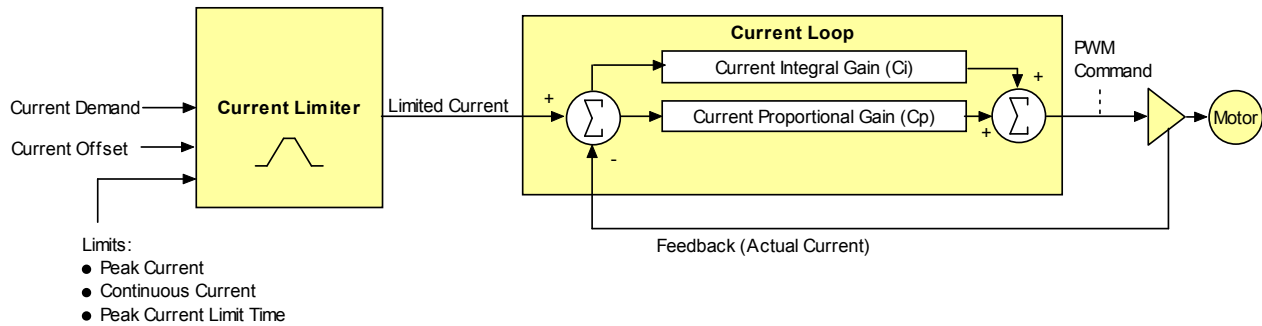 Current Loop
PWM
Command
Current Integral Gain (Ci)
+
Current Demand
Current Limiter
Limited Current
+
Σ
Current Proportional Gain (Cp)
+
Σ
Motor
Current Offset
-
Feedback (Actual Current)
Limits:
● Peak Current
● Continuous Current
● Peak Current Limit Time